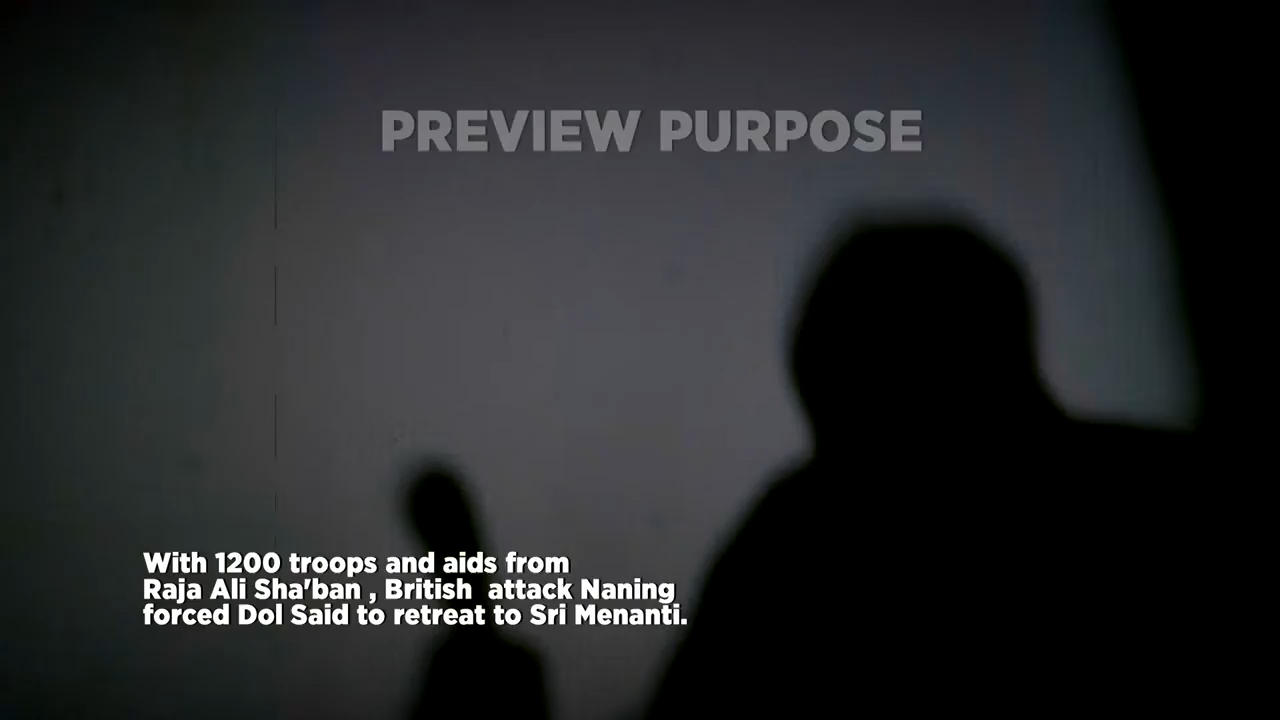 PREVIEW PURPOSE
With 1200 troops and aids from
Raja Ali Sha'ban , British  attack Naning
forced Dol Said to retreat to Sri Menanti.